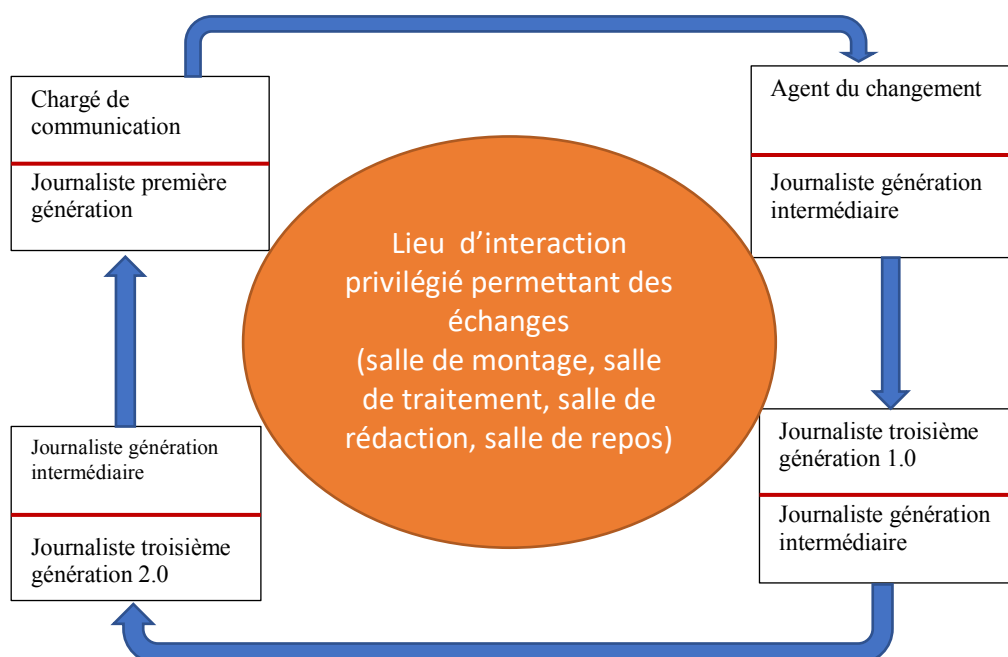 Chargé de
communication
Journaliste première
génération
Agent du changement
Journaliste génération
intermédiaire
Lieu d’interaction
privilégié permettant des
échanges
(salle de montage, salle
de traitement, salle de
rédaction, salle de repos)
Journaliste génération
intermédiaire
Journaliste troisième
génération 2.0
Journaliste troisième
génération 1.0
Journaliste génération
intermédiaire